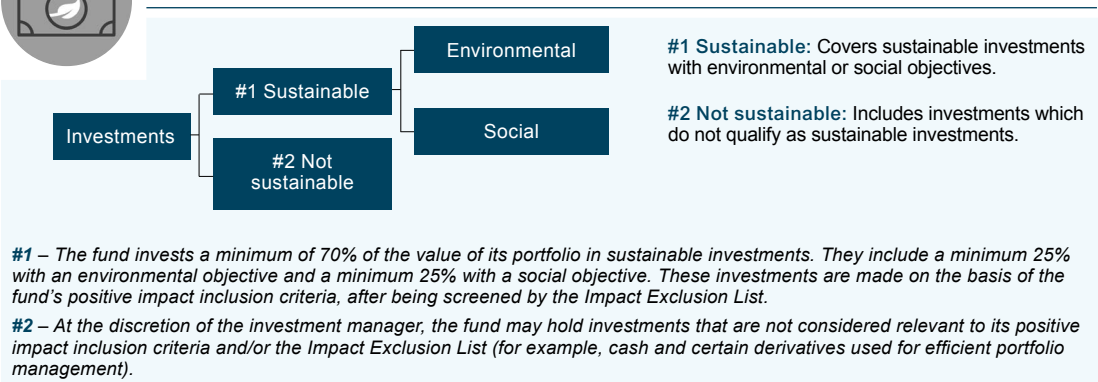 Environmental
#1 Sustainable
Investments
Social
#2 Not
sustainable
#1 Sustainable: Covers sustainable investments
with environmental or social objectives.
#2 Not sustainable: Includes investments which
do not qualify as sustainable investments.
#1 – The fund invests a minimum of 70% of the value of its portfolio in sustainable investments. They include a minimum 25%
with an environmental objective and a minimum 25% with a social objective. These investments are made on the basis of the
fund's positive impact inclusion criteria, after being screened by the Impact Exclusion List.
#2 – At the discretion of the investment manager, the fund may hold investments that are not considered relevant to its positive
impact inclusion criteria and/or the Impact Exclusion List (for example, cash and certain derivatives used for efficient portfolio
management).